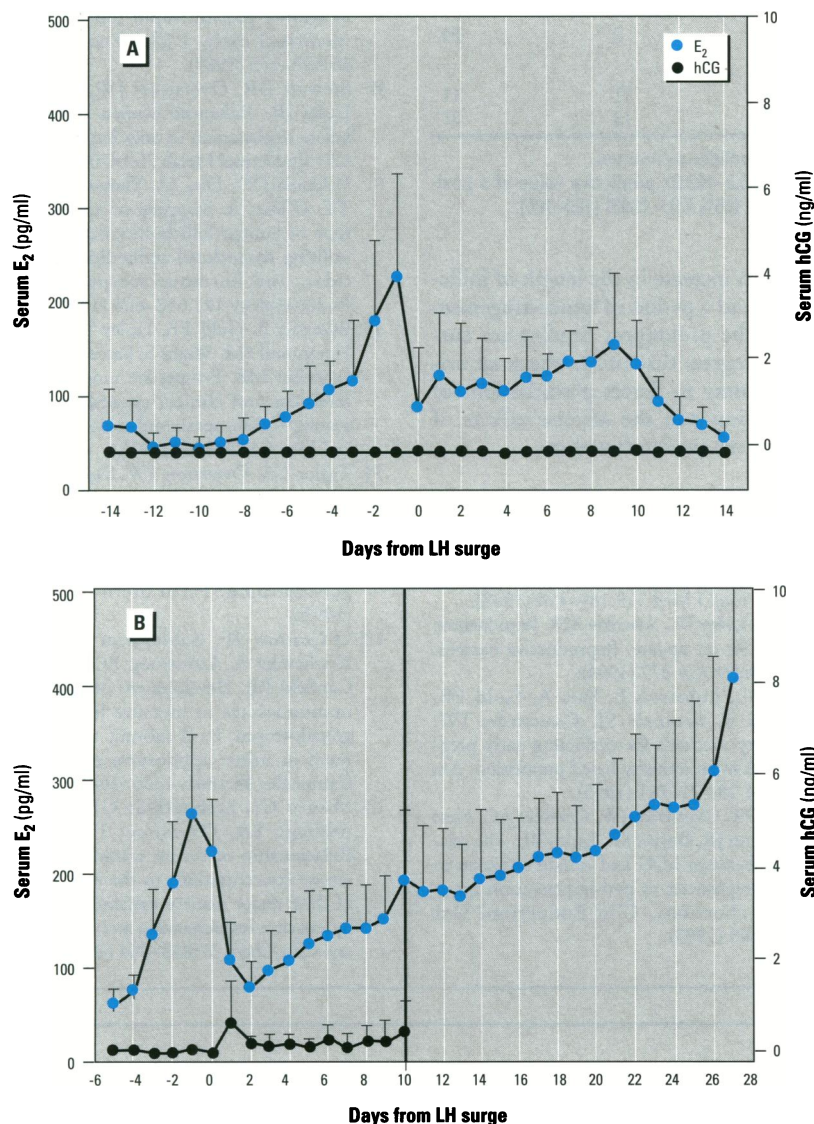 A
E2
hCG
500
400
300
200
100
0
Serum E2 (pg/ml)
10
8
6
4
2
0
Serum hCG (ng/ml)
-14 -12 -10 -8 -6 -4 -2 0 2 4 6 8 10 12 14
Days from LH surge
B
500
400
300
200
100
0
Serum E2 (pg/ml)
10
8
6
4
2
0
Serum hCG (ng/ml)
-6 -4 -2 0 2 4 6 8 10 12 14 16 18 20 22 24 26 28
Days from LH surge